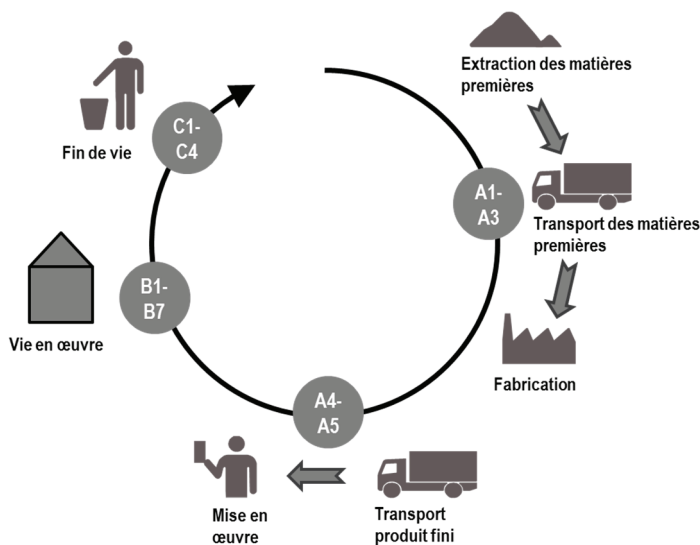 Extraction des matières
premières
A1-
A3
Transport des matières
premières
Fabrication
A4-
A5
Transport
produit fini
Mise en
œuvre
B1-
B7
Vie en œuvre
C1-
C4
Fin de vie